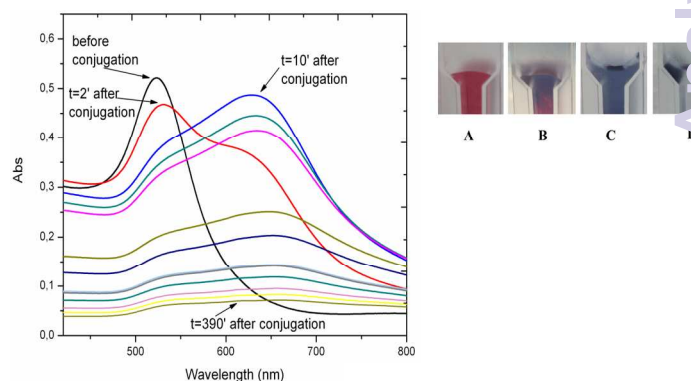 0,6
0,5
0,4
0,3
0,2
0,1
0,0
Abs
before
conjugation
t=2' after
conjugation
t=10' after
conjugation
t=390' after conjugation
500
600
700
800
Wavelength (nm)
A
B
C